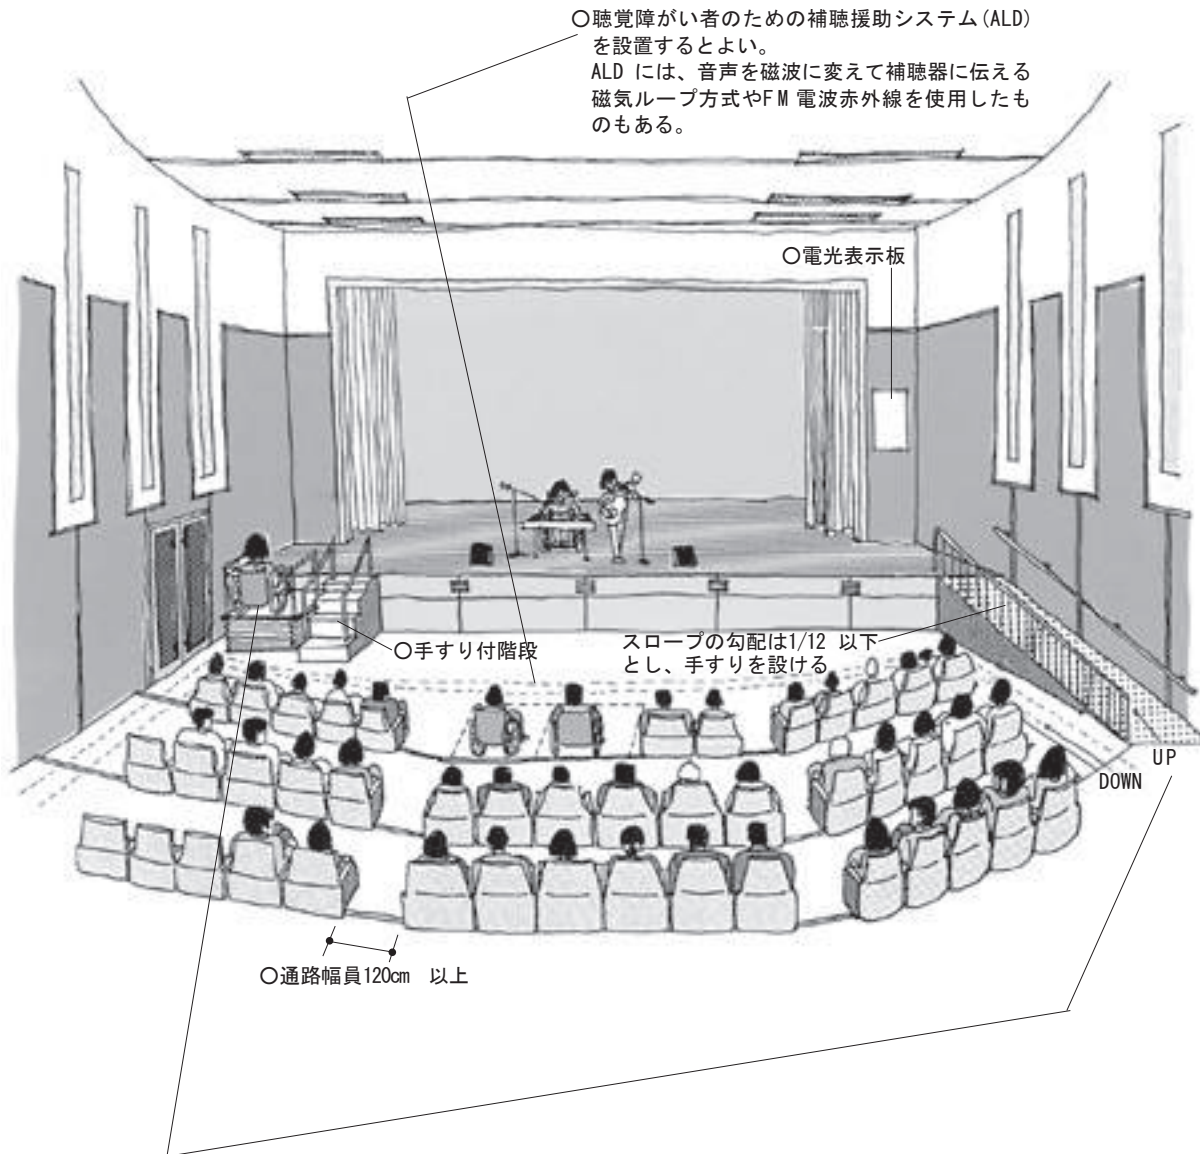 ○聴覚障がい者のための補聴援助システム(ALD)
を設置するとよい。
ALD には、音声を磁波に変えて補聴器に伝える
磁気ループ方式やFM 電波赤外線を使用したも
のもある。
○電光表示板
○手すり付階段
スロープの勾配は1/12 以下
とし、手すりを設ける
UP
DOWN
○通路幅員120㎝ 以上